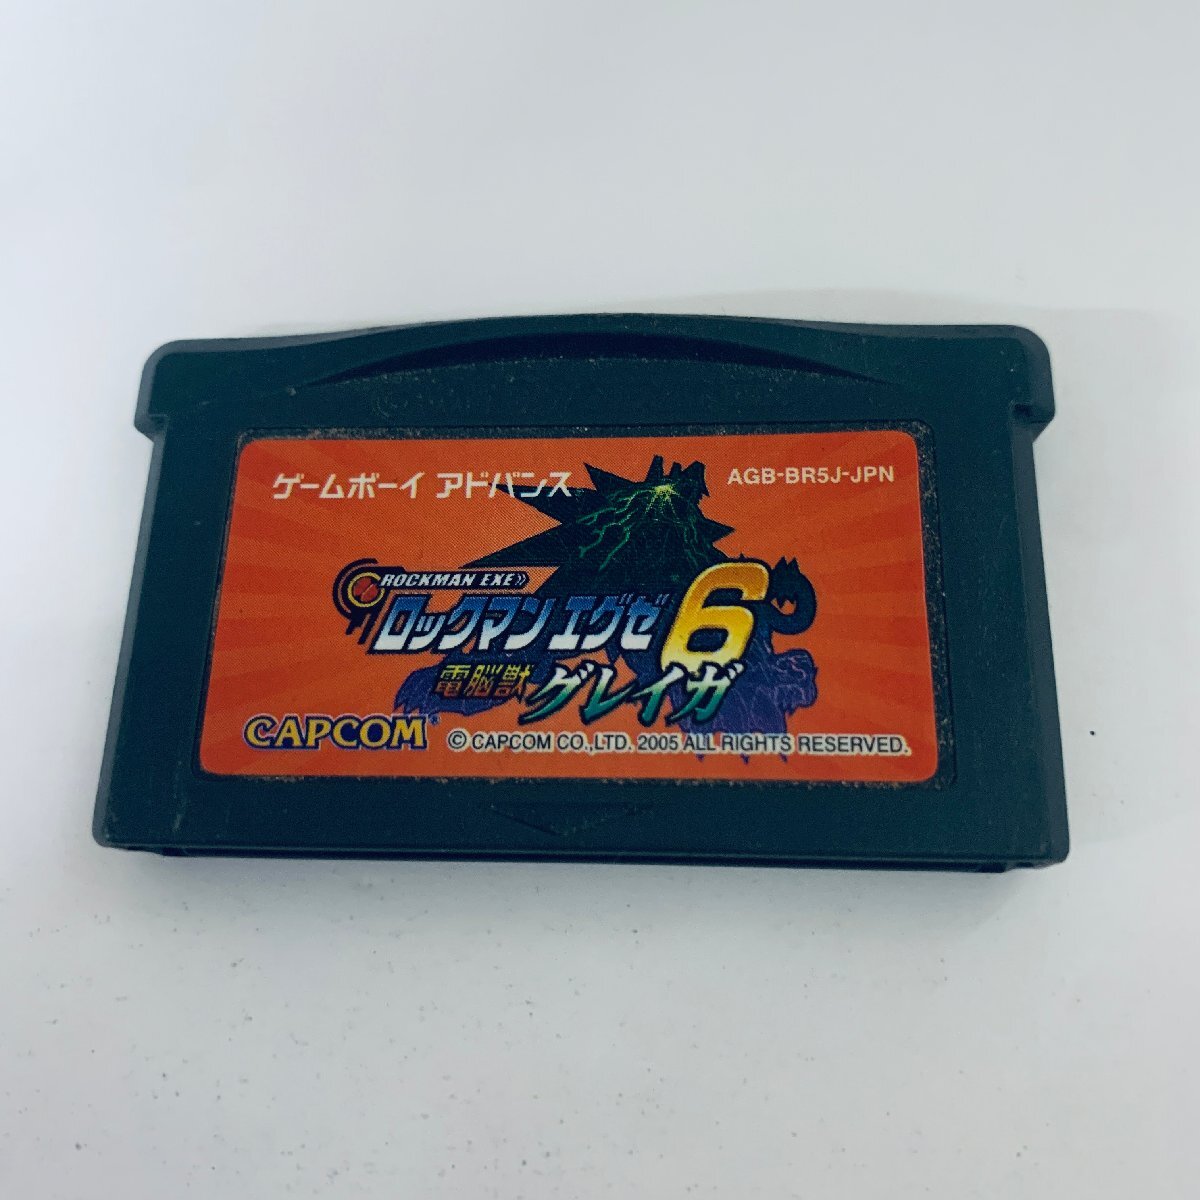 ゲームボーイ アドバンス
AGB-BR5J-JPN
ROCKMAN EXE
ロックマン エグゼ 6
電脳獣 グレイガ
CAPCOM®
© CAPCOM CO.,LTD. 2005 ALL RIGHTS RESERVED.